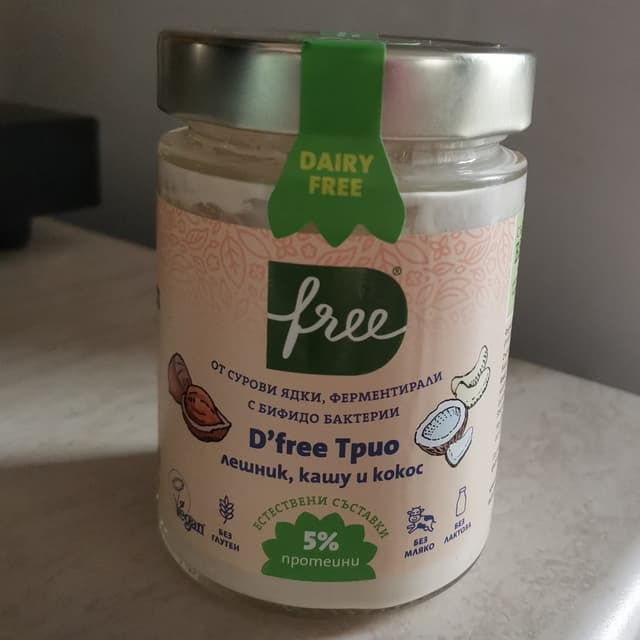 DAIRY
FREE
D
free®
ОТ СУРОВИ ЯДКИ, ФЕРМЕНТИРАЛИ
С БИФИДО БАКТЕРИИ
D'free Трио
лешник, кашу и кокос
Vegan
БЕЗ
ГЛУТЕН
ЕСТЕСТВЕНИ СЪСТАВКИ
5%
протеини
БЕЗ
МЛЯКО
БЕЗ
ЛАКТОЗА